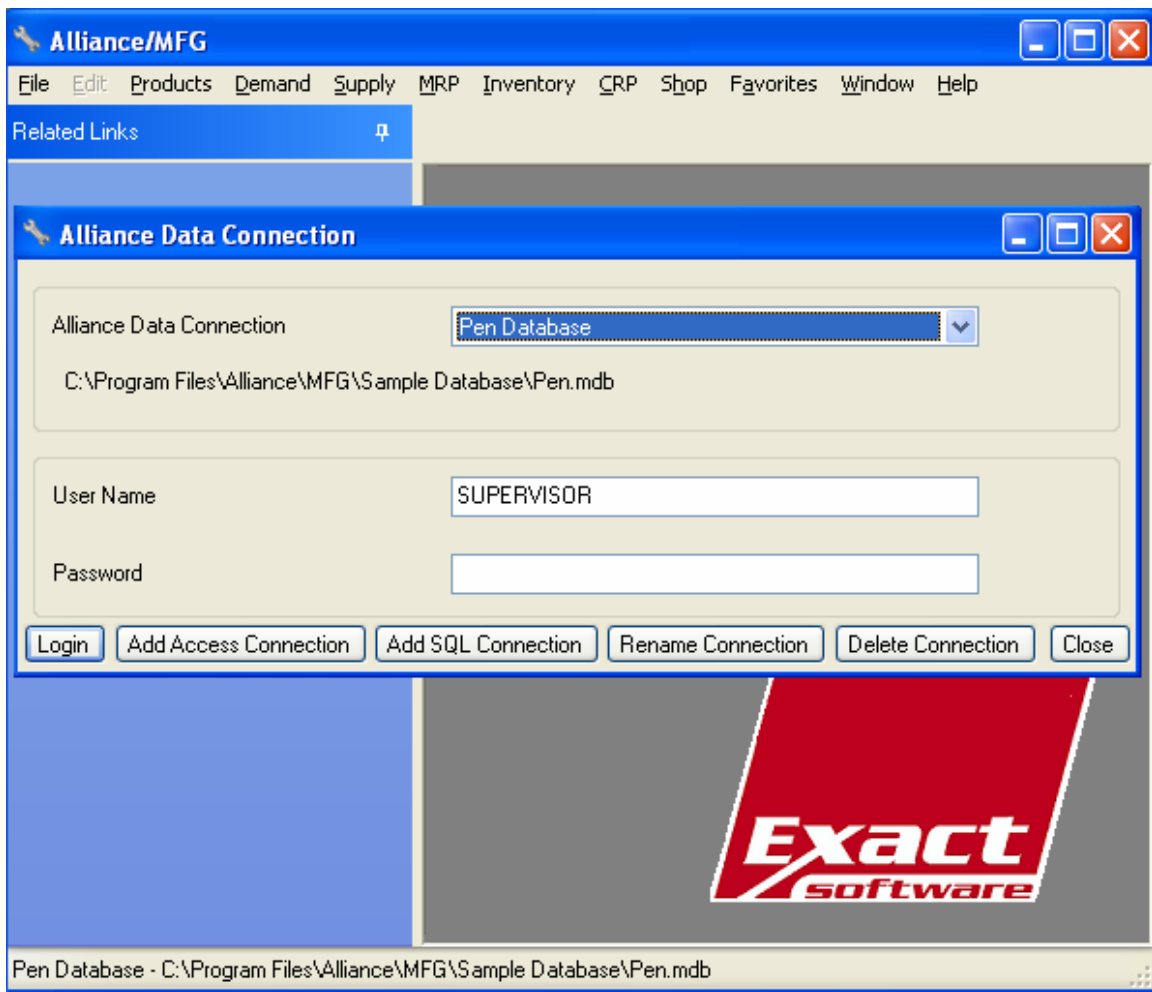 Alliance/MFG
File Edit Products Demand Supply MRP Inventory CRP Shop Favorites Window Help
Related Links
Alliance Data Connection
Alliance Data Connection Pen Database
C:\Program Files\Alliance\MFG\Sample Database\Pen.mdb
User Name SUPERVISOR
Password
Login Add Access Connection Add SQL Connection Rename Connection Delete Connection Close
Exact
software
Pen Database - C:\Program Files\Alliance\MFG\Sample Database\Pen.mdb